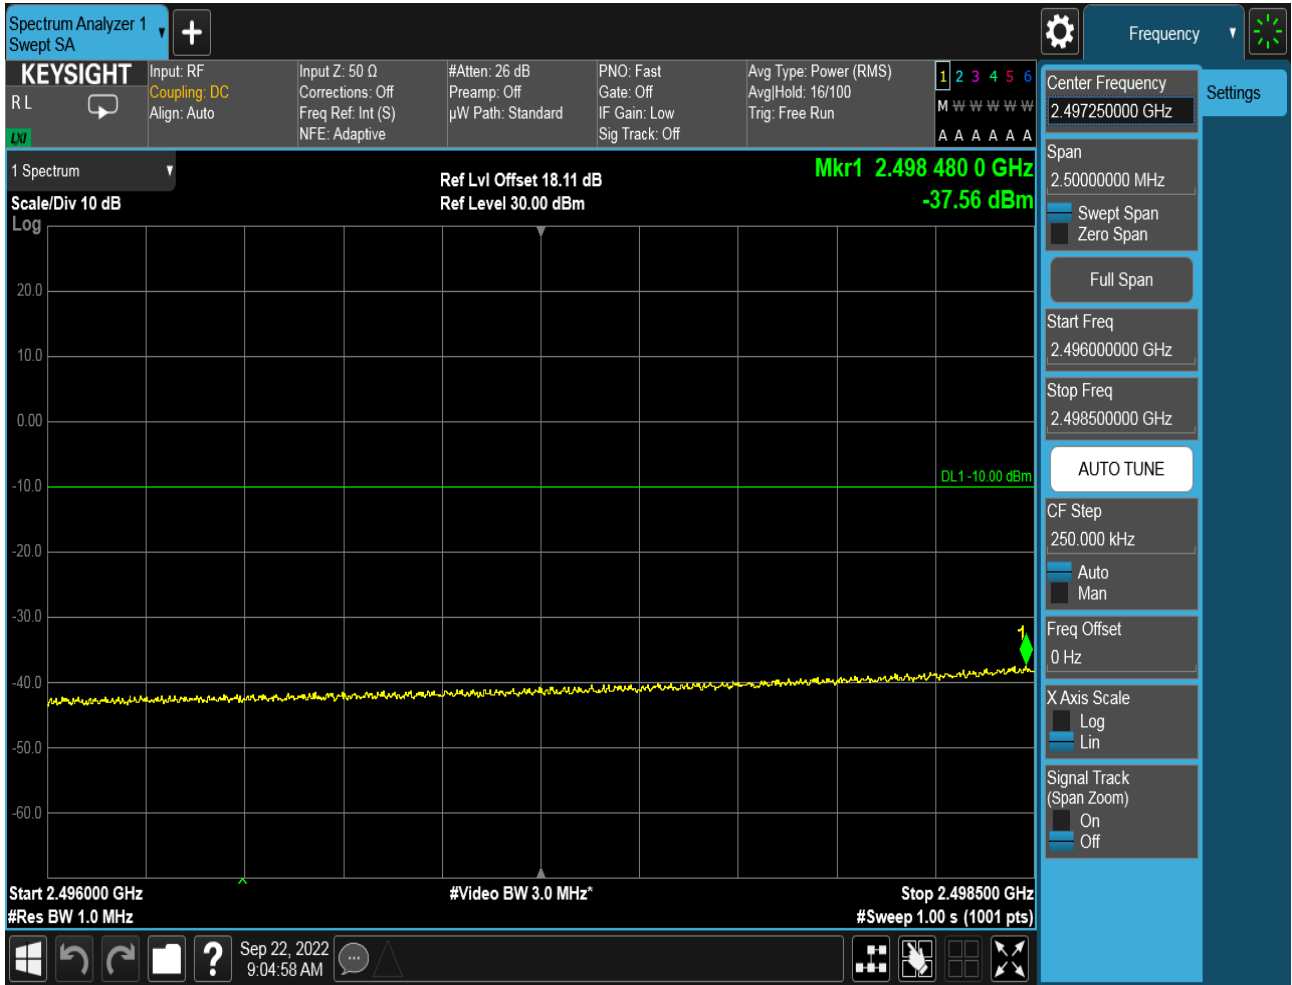 Spectrum Analyzer 1
Swept SA
Frequency
KEYSIGHT
R L
LXI
Input: RF
Coupling: DC
Align: Auto
Input Z: 50 Ω
Corrections: Off
Freq Ref: Int (S)
NFE: Adaptive
#Atten: 26 dB
Preamp: Off
µW Path: Standard
PNO: Fast
Gate: Off
IF Gain: Low
Sig Track: Off
Avg Type: Power (RMS)
Avg|Hold: 16/100
Trig: Free Run
1 2 3 4 5 6
M W W W W W
A A A A A A
1 Spectrum
Scale/Div 10 dB
Log
Ref Lvl Offset 18.11 dB
Ref Level 30.00 dBm
Mkr1 2.498 480 0 GHz
-37.56 dBm
20.0
10.0
0.00
-10.0
-20.0
-30.0
-40.0
-50.0
-60.0
DL1 -10.00 dBm
1
Start 2.496000 GHz
#Res BW 1.0 MHz
#Video BW 3.0 MHz*
Stop 2.498500 GHz
#Sweep 1.00 s (1001 pts)
Sep 22, 2022
9:04:58 AM
Center Frequency
2.497250000 GHz
Span
2.50000000 MHz
Swept Span
Zero Span
Full Span
Start Freq
2.496000000 GHz
Stop Freq
2.498500000 GHz
AUTO TUNE
CF Step
250.000 kHz
Auto
Man
Freq Offset
0 Hz
X Axis Scale
Log
Lin
Signal Track
(Span Zoom)
On
Off
Settings